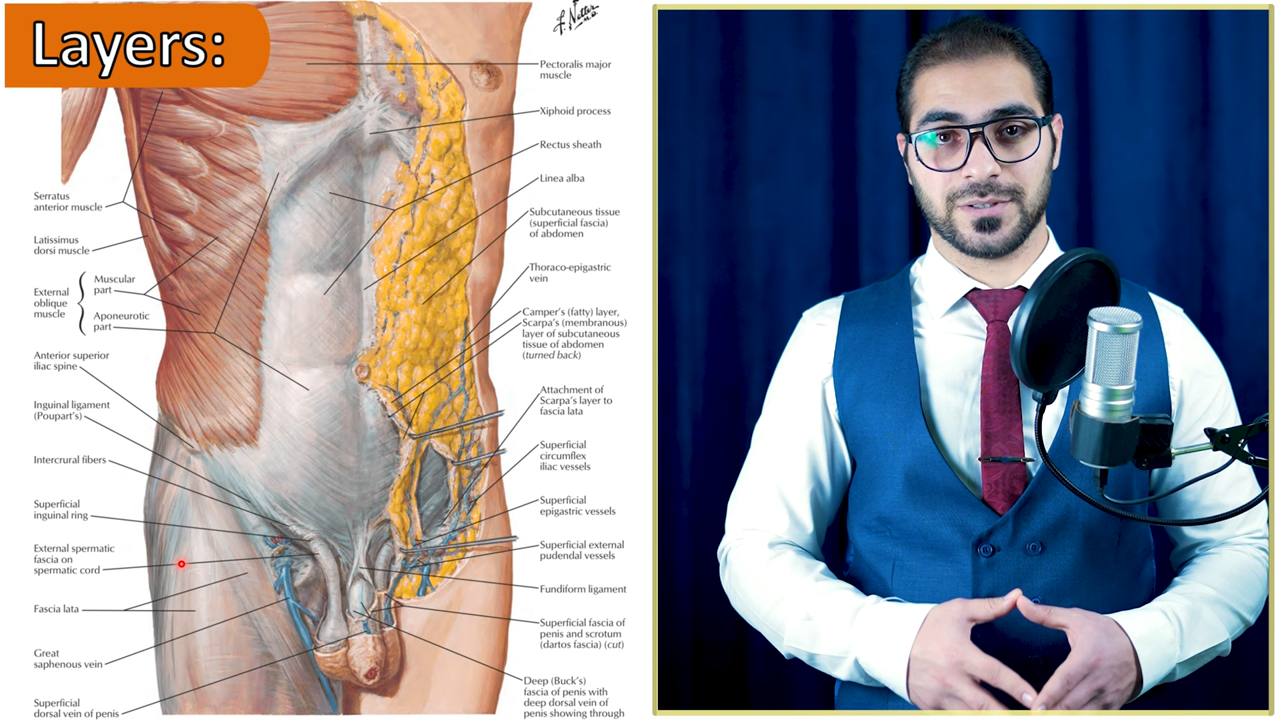 Layers:
F. Netter
M.D.
Pectoralis major
muscle
Xiphoid process
Rectus sheath
Linea alba
Subcutaneous tissue
(superficial fascia)
of abdomen
Thoraco-epigastric
vein
Camper's (fatty) layer,
Scarpa's (membranous)
layer of subcutaneous
tissue of abdomen
(turned back)
Attachment of
Scarpa's layer to
fascia lata
Superficial
circumflex
iliac vessels
Superficial
epigastric vessels
Superficial external
pudendal vessels
Fundiform ligament
Superficial fascia of
penis and scrotum
(dartos fascia) (cut)
Deep (Buck's)
fascia of penis with
deep dorsal vein of
penis showing through
Serratus
anterior muscle
Latissimus
dorsi muscle
External
oblique
muscle
Muscular
part
Aponeurotic
part
Anterior superior
iliac spine
Inguinal ligament
(Poupart's)
Intercrural fibers
Superficial
inguinal ring
External spermatic
fascia on
spermatic cord
Fascia lata
Great
saphenous vein
Superficial
dorsal vein of penis